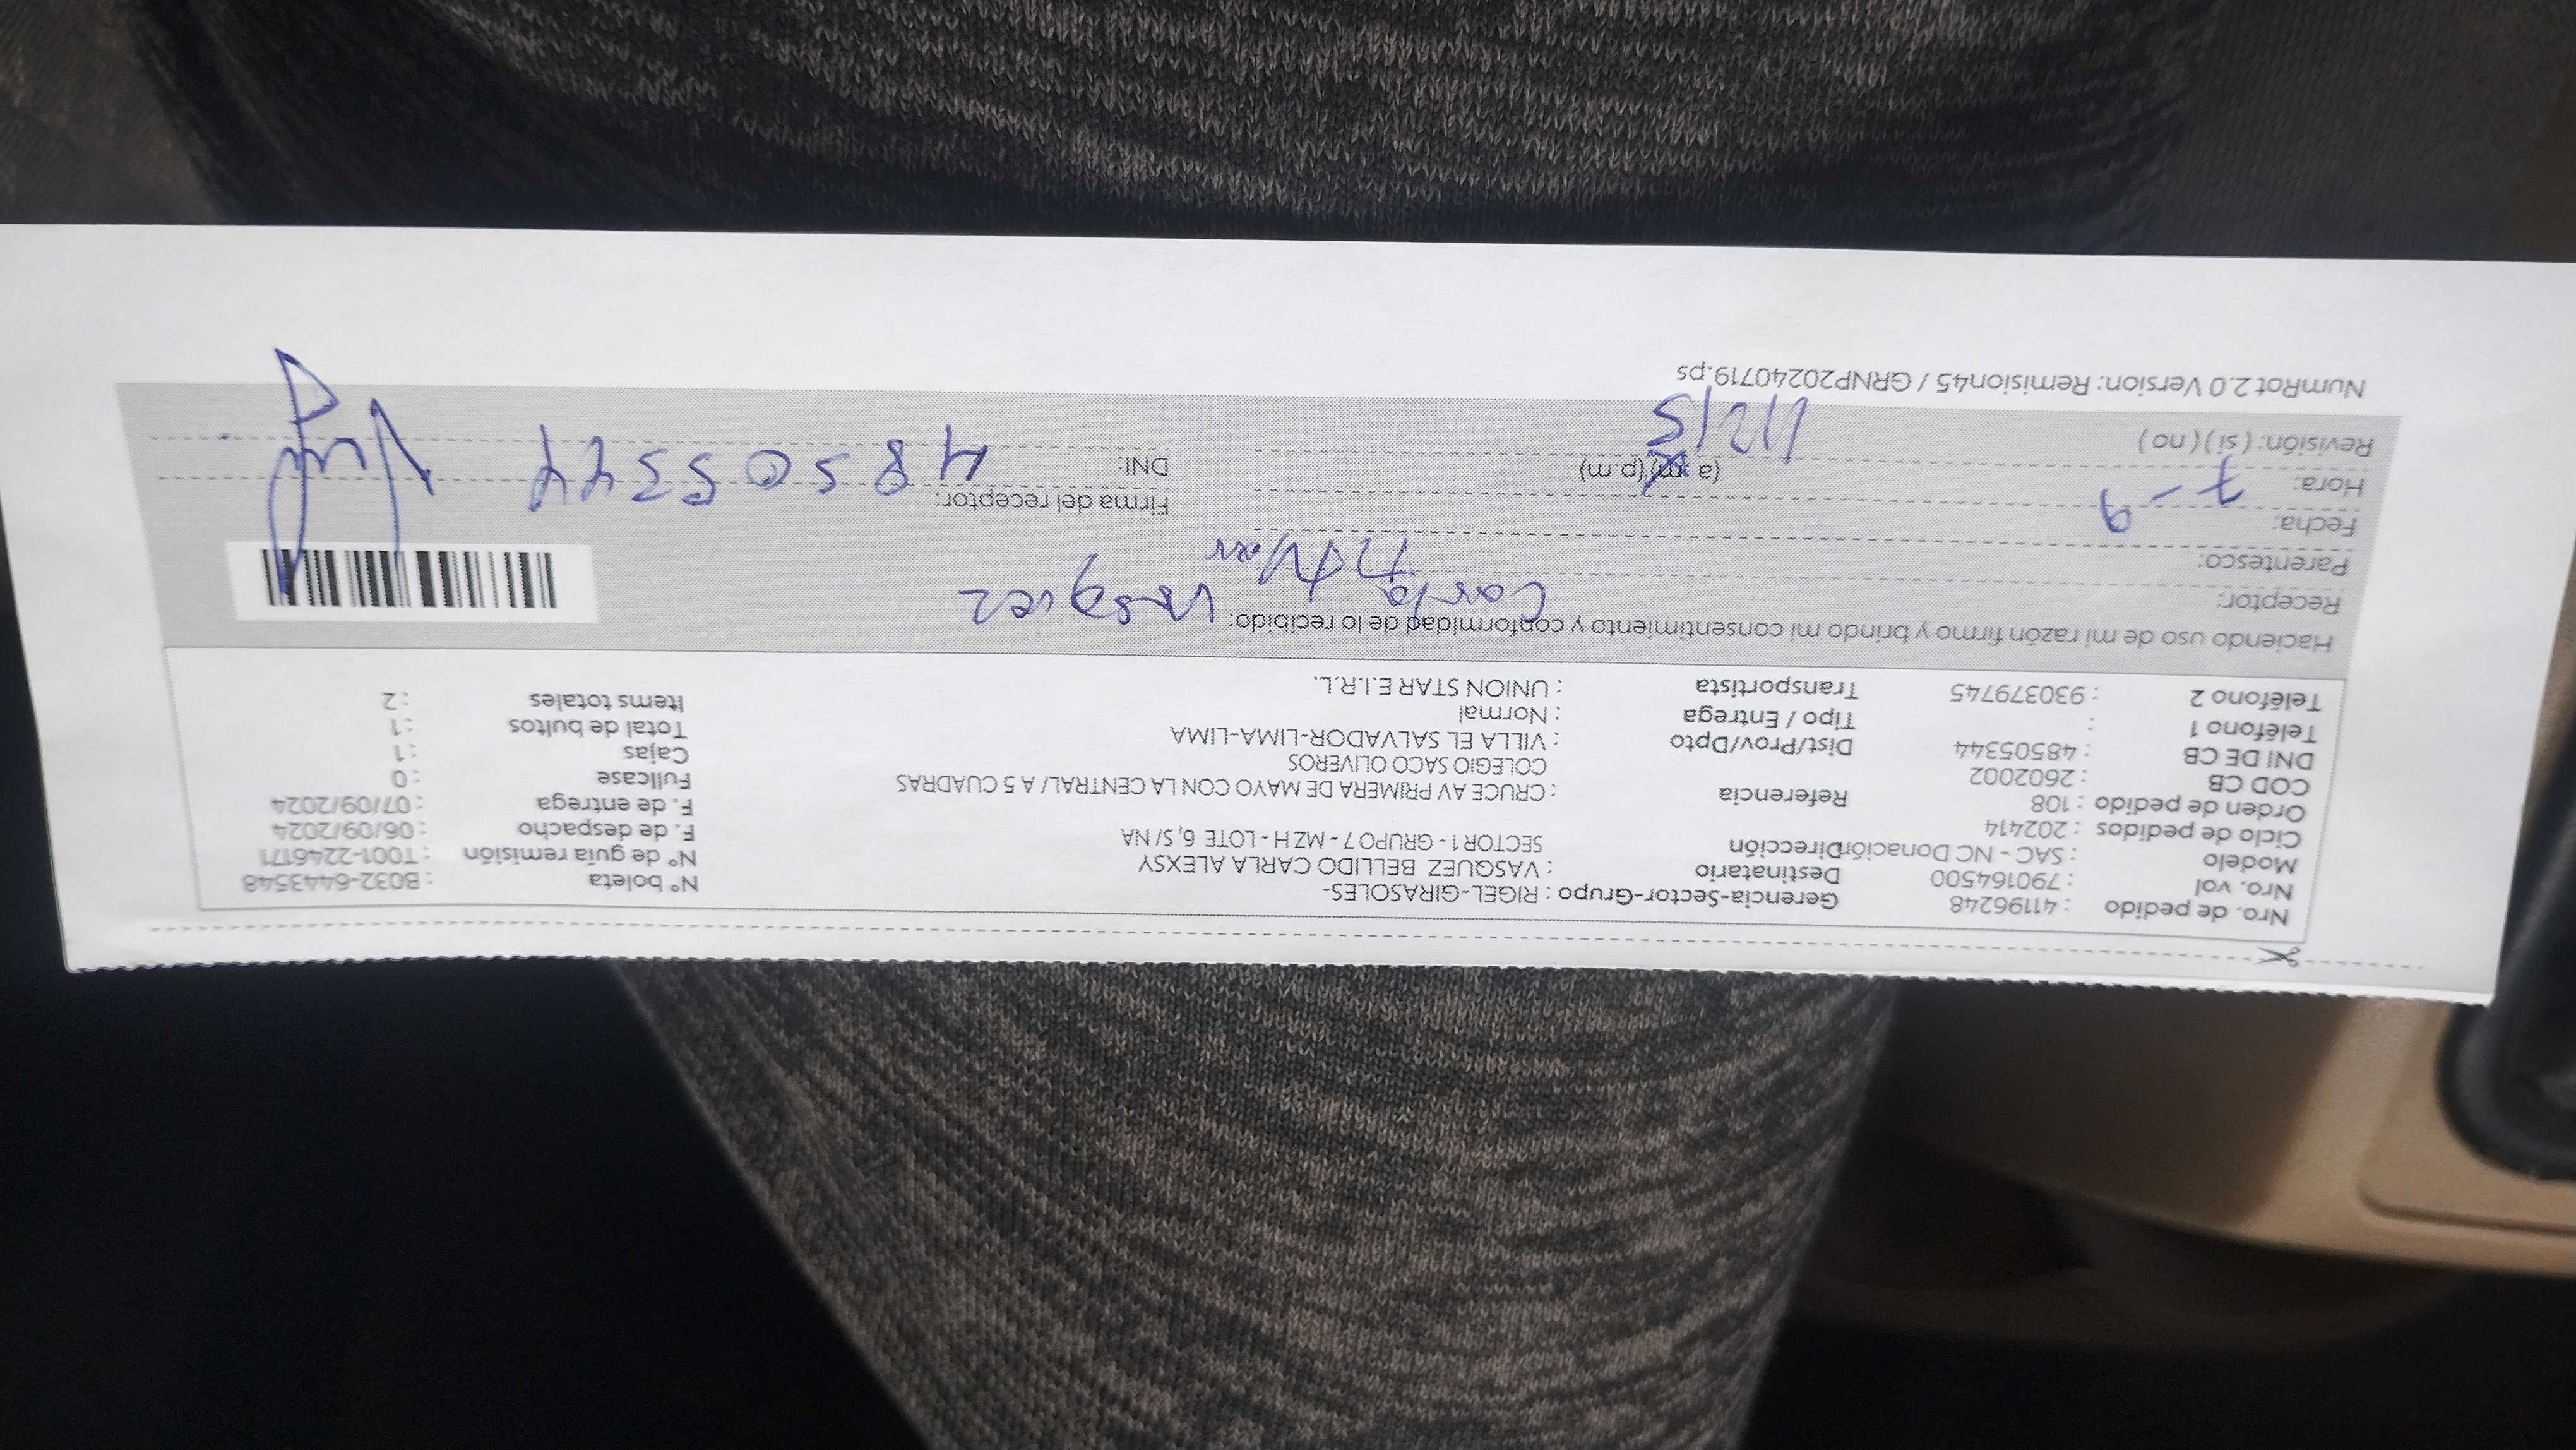 Nro. de pedido : 41196248 Gerencia-Sector-Grupo : RIGEL-GIRASOLES- N° boleta : B032-6443548
Nro. vol : 790164500 Destinatario : VASQUEZ BELLIDO CARLA ALEXSY N° de guía remisión : T001-2246171
Modelo : SAC - NC Donación Dirección SECTOR 1 - GRUPO 7 - MZ H - LOTE 6, S/NA F. de despacho : 06/09/2024
Ciclo de pedidos : 202414 F. de entrega : 07/09/2024
Orden de pedido : 108 Referencia : CRUCE AV PRIMERA DE MAYO CON LA CENTRAL/ A 5 CUADRAS Fullcase : 0
COD CB : 2602002 COLEGIO SACO OLIVEROS Cajas : 1
DNI DE CB : 48505344 Dist/Prov/Dpto : VILLA EL SALVADOR-LIMA-LIMA Total de bultos : 1
Teléfono 1 : Tipo / Entrega : Normal Items totales : 2
Teléfono 2 : 930379745 Transportista : UNION STAR E.I.R.L.
Haciendo uso de mi razón firmo y brindo mi consentimiento y conformidad de lo recibido:
Receptor: Carla Vasquez
Parentesco: Titular
Fecha: 7-9 Firma del receptor:
Hora: (a.m) (p.m) DNI: 48505344
Revisión: (si) (no)
NumRot 2.0 Version: Remision45 / GRNP20240719.ps